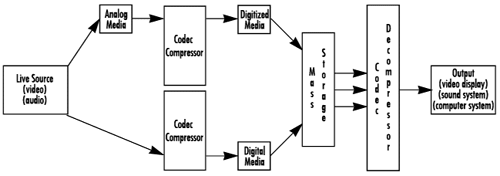 Analog
Media
Codec
Compressor
Digitized
Media
Live Source
(video)
(audio)
Codec
Compressor
Digital
Media
Mass
Storage
Codec
Decompressor
Output
(video display)
(sound system)
(computer system)